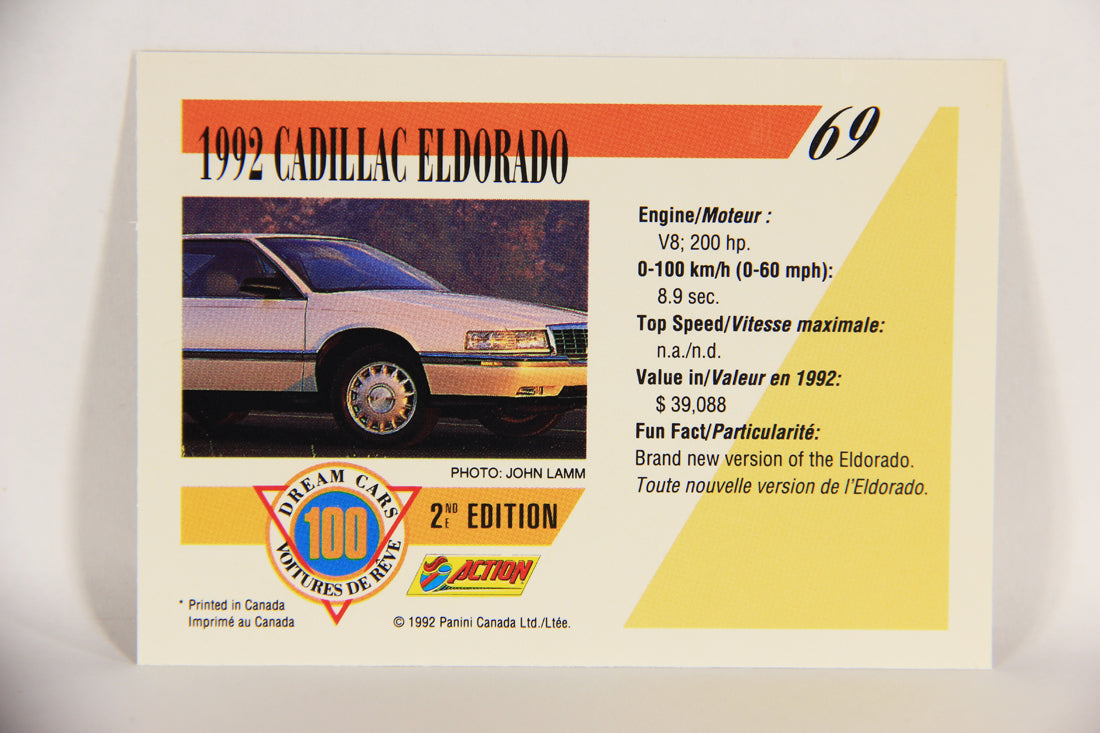 1992 CADILLAC ELDORADO
69
Engine/Moteur :
V8; 200 hp.
0-100 km/h (0-60 mph):
8.9 sec.
Top Speed/Vitesse maximale:
n.a./n.d.
Value in/Valeur en 1992:
$ 39,088
Fun Fact/Particularité:
Brand new version of the Eldorado.
Toute nouvelle version de l'Eldorado.
PHOTO: JOHN LAMM
DREAM CARS
100
VOITURES DE RÊVE
2ND E EDITION
ACTION
* Printed in Canada
Imprimé au Canada
© 1992 Panini Canada Ltd./Ltée.